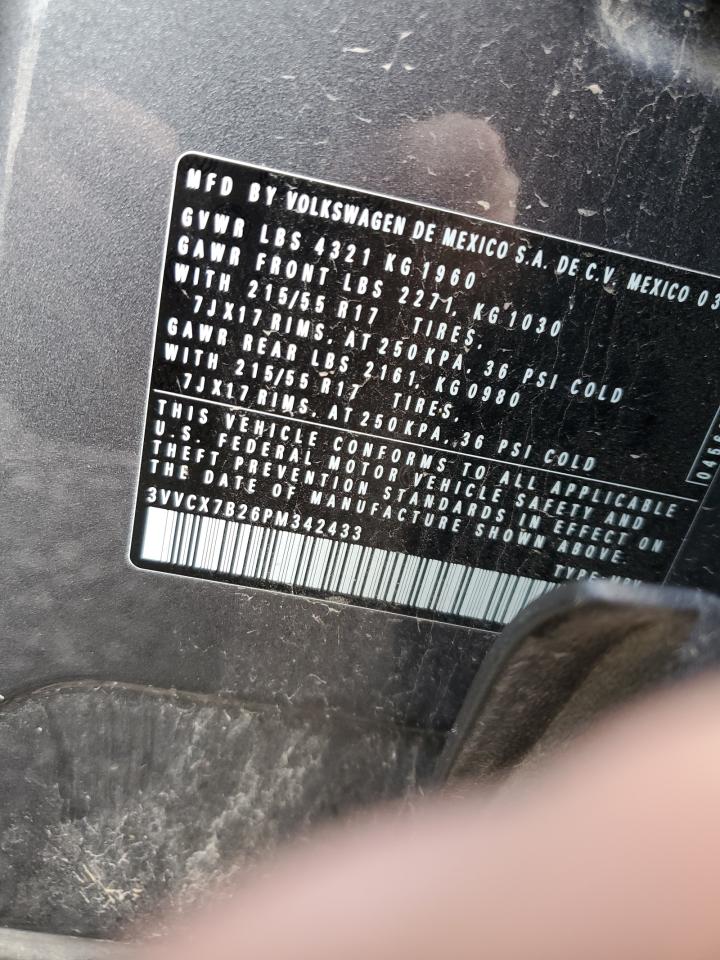 MFD BY VOLKSWAGEN DE MEXICO S.A. DE C.V. MEXICO 03
GVWR LBS 4321 KG 1960
GAWR FRONT LBS 2271, KG 1030
WITH 215/55 R17 TIRES,
7JX17 RIMS, AT 250 KPA, 36 PSI COLD
GAWR REAR LBS 2161, KG 0980
WITH 215/55 R17 TIRES,
7JX17 RIMS, AT 250 KPA, 36 PSI COLD
THIS VEHICLE CONFORMS TO ALL APPLICABLE
U.S. FEDERAL MOTOR VEHICLE SAFETY AND
THEFT PREVENTION STANDARDS IN EFFECT ON
THE DATE OF MANUFACTURE SHOWN ABOVE.
3VVCX7B26PM342433